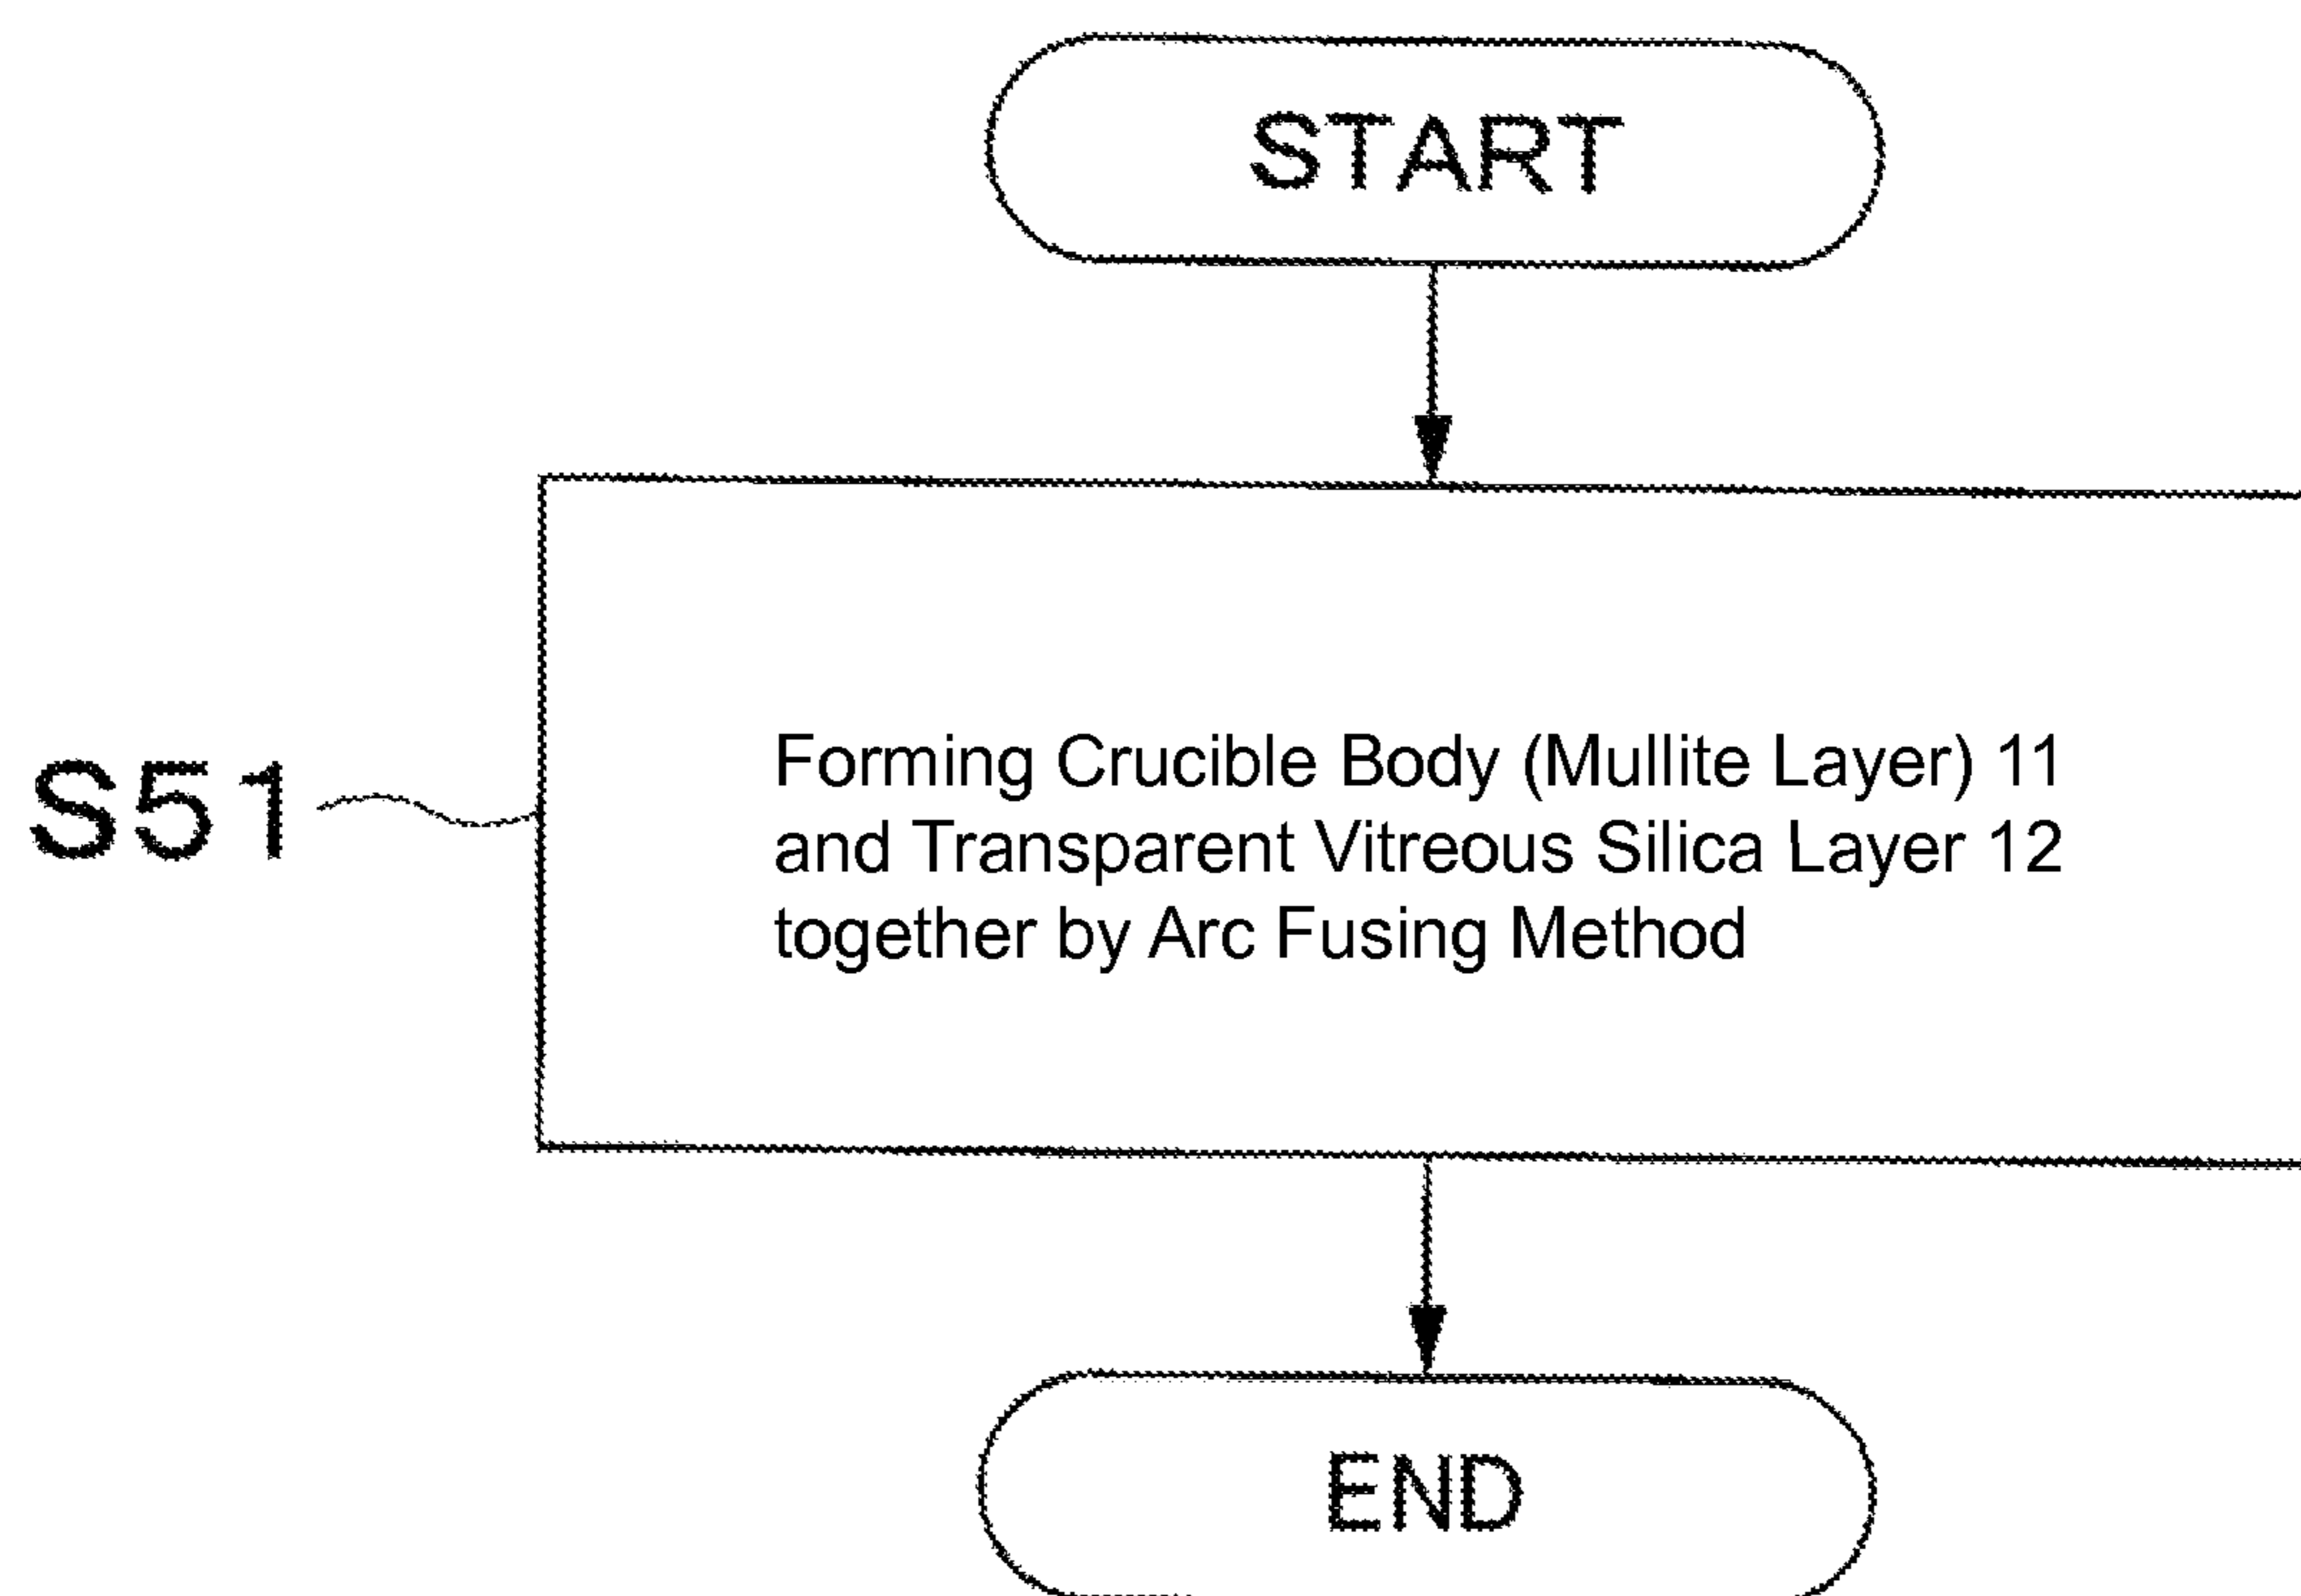 START
S51
Forming Crucible Body (Mullite Layer) 11
and Transparent Vitreous Silica Layer 12
together by Arc Fusing Method
END